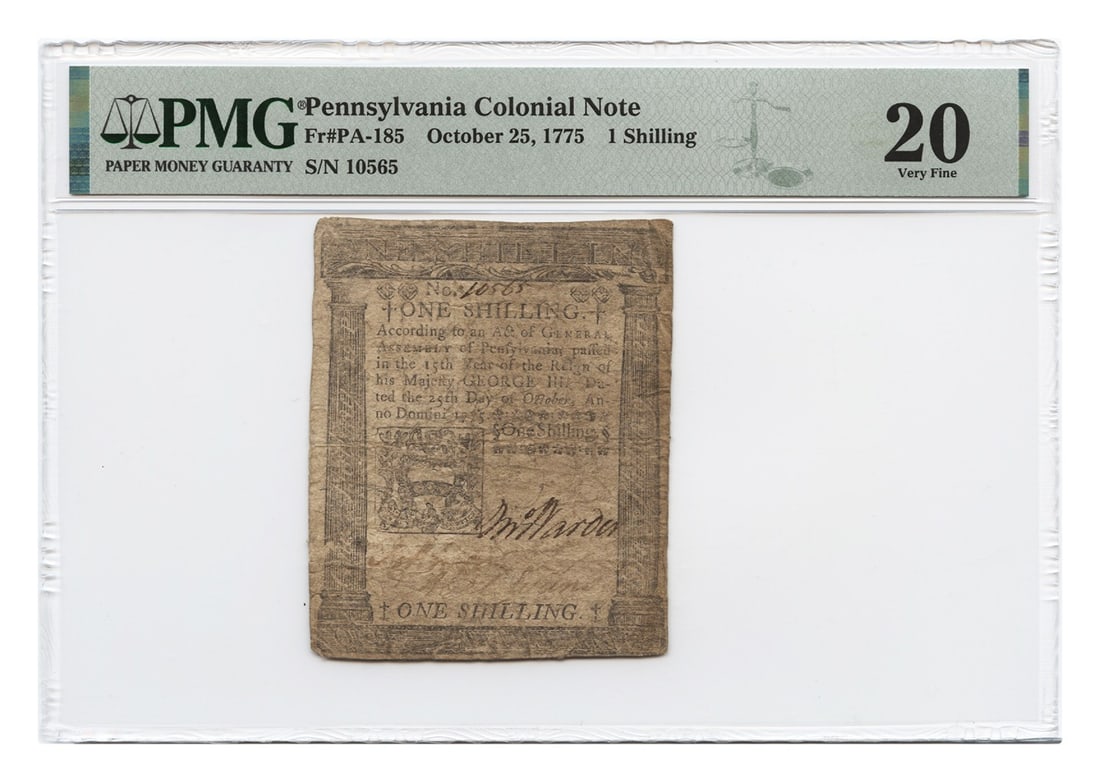 PMG® Pennsylvania Colonial Note
Fr#PA-185 October 25, 1775 1 Shilling
PAPER MONEY GUARANTY S/N 10565
20
Very Fine
No. 10565
ONE SHILLING.
According to an Act of GENERAL
ASSEMBLY of Pensylvania, passed
in the 15th Year of the Reign of
his Majesty GEORGE III. Da-
ted the 25th Day of October, An-
no Domini 1775
One Shilling
ONE SHILLING.